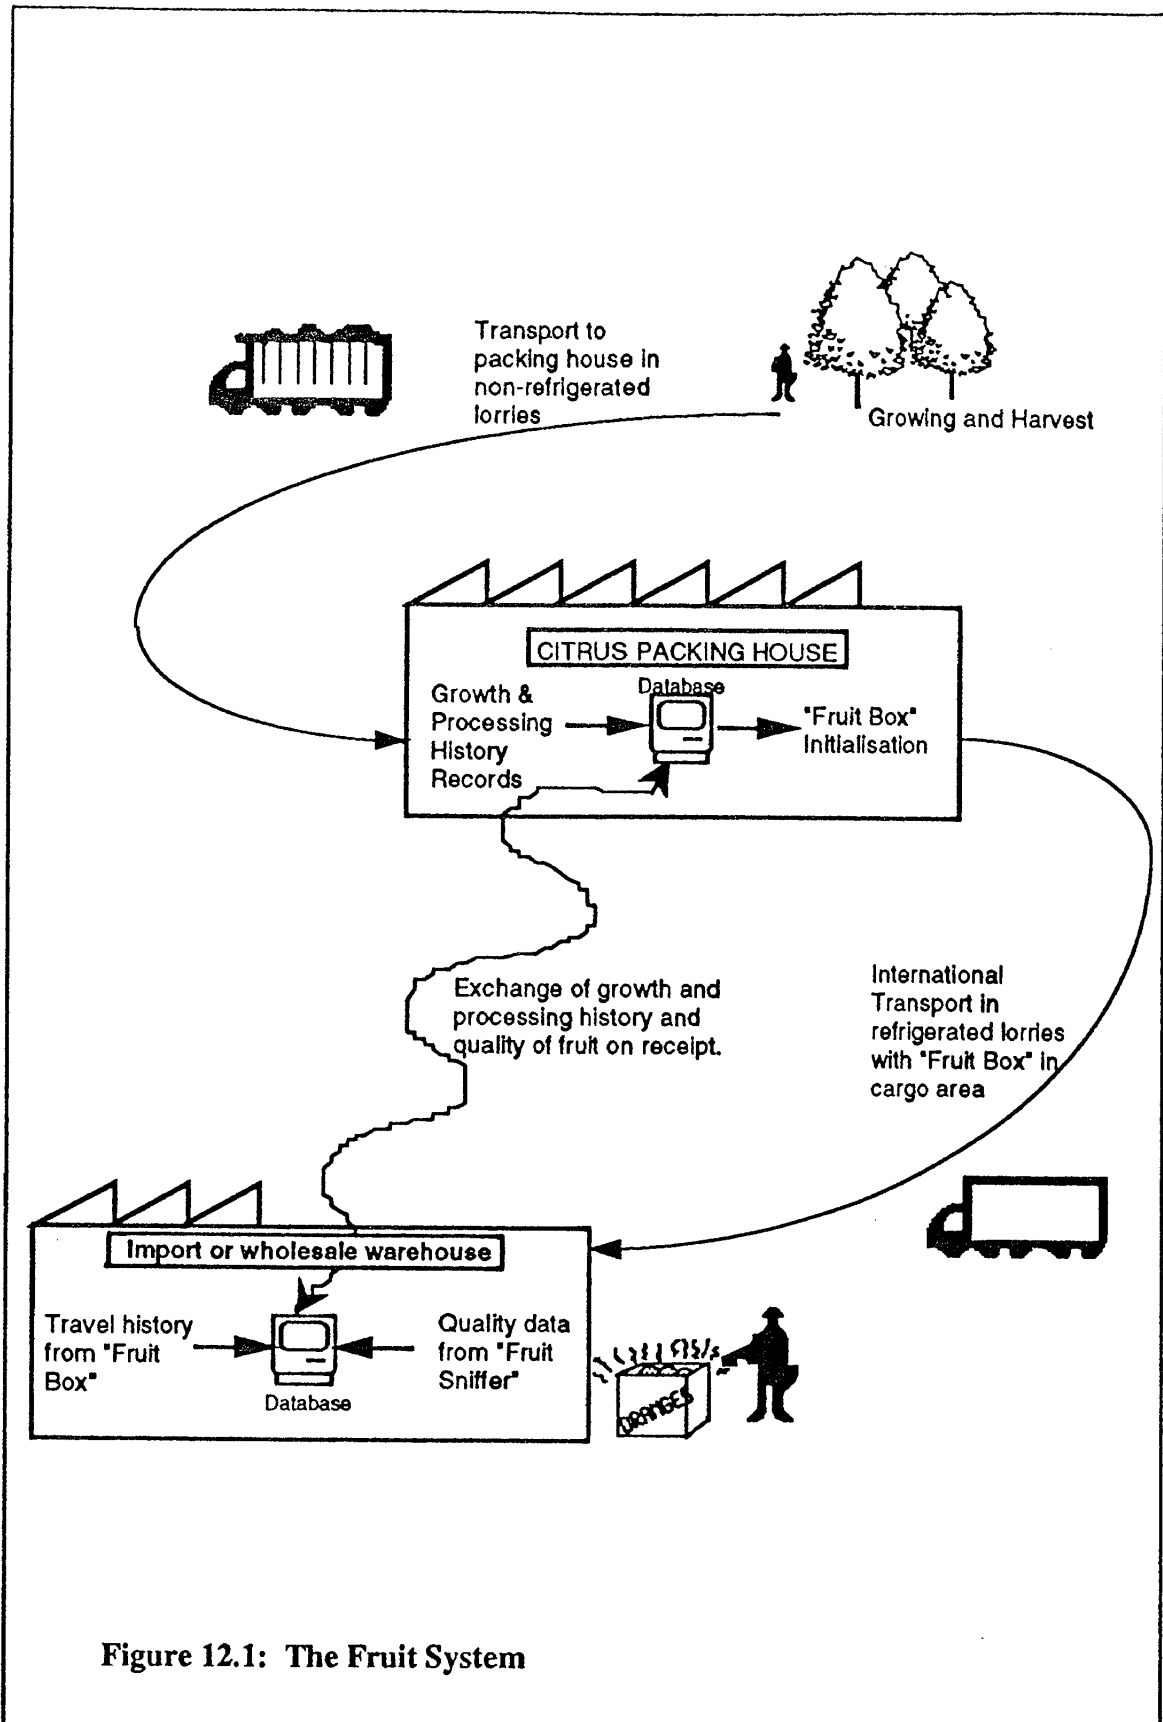 Transport to
packing house in
non-refrigerated
lorries
Growing and Harvest
CITRUS PACKING HOUSE
Database
Growth &
Processing
History
Records
"Fruit Box"
Initialisation
Exchange of growth and
processing history and
quality of fruit on receipt.
International
Transport in
refrigerated lorries
with "Fruit Box" in
cargo area
Import or wholesale warehouse
Travel history
from "Fruit
Box"
Database
Quality data
from "Fruit
Sniffer"
ORANGES
Figure 12.1: The Fruit System